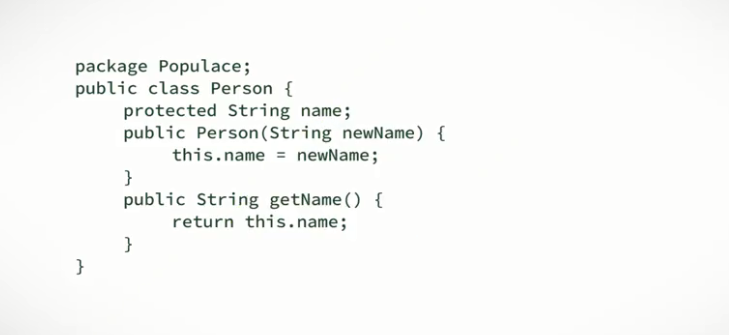 package Populace;
public class Person {
protected String name;
public Person(String newName) {
this.name = newName;
}
public String getName() {
return this.name;
}
}